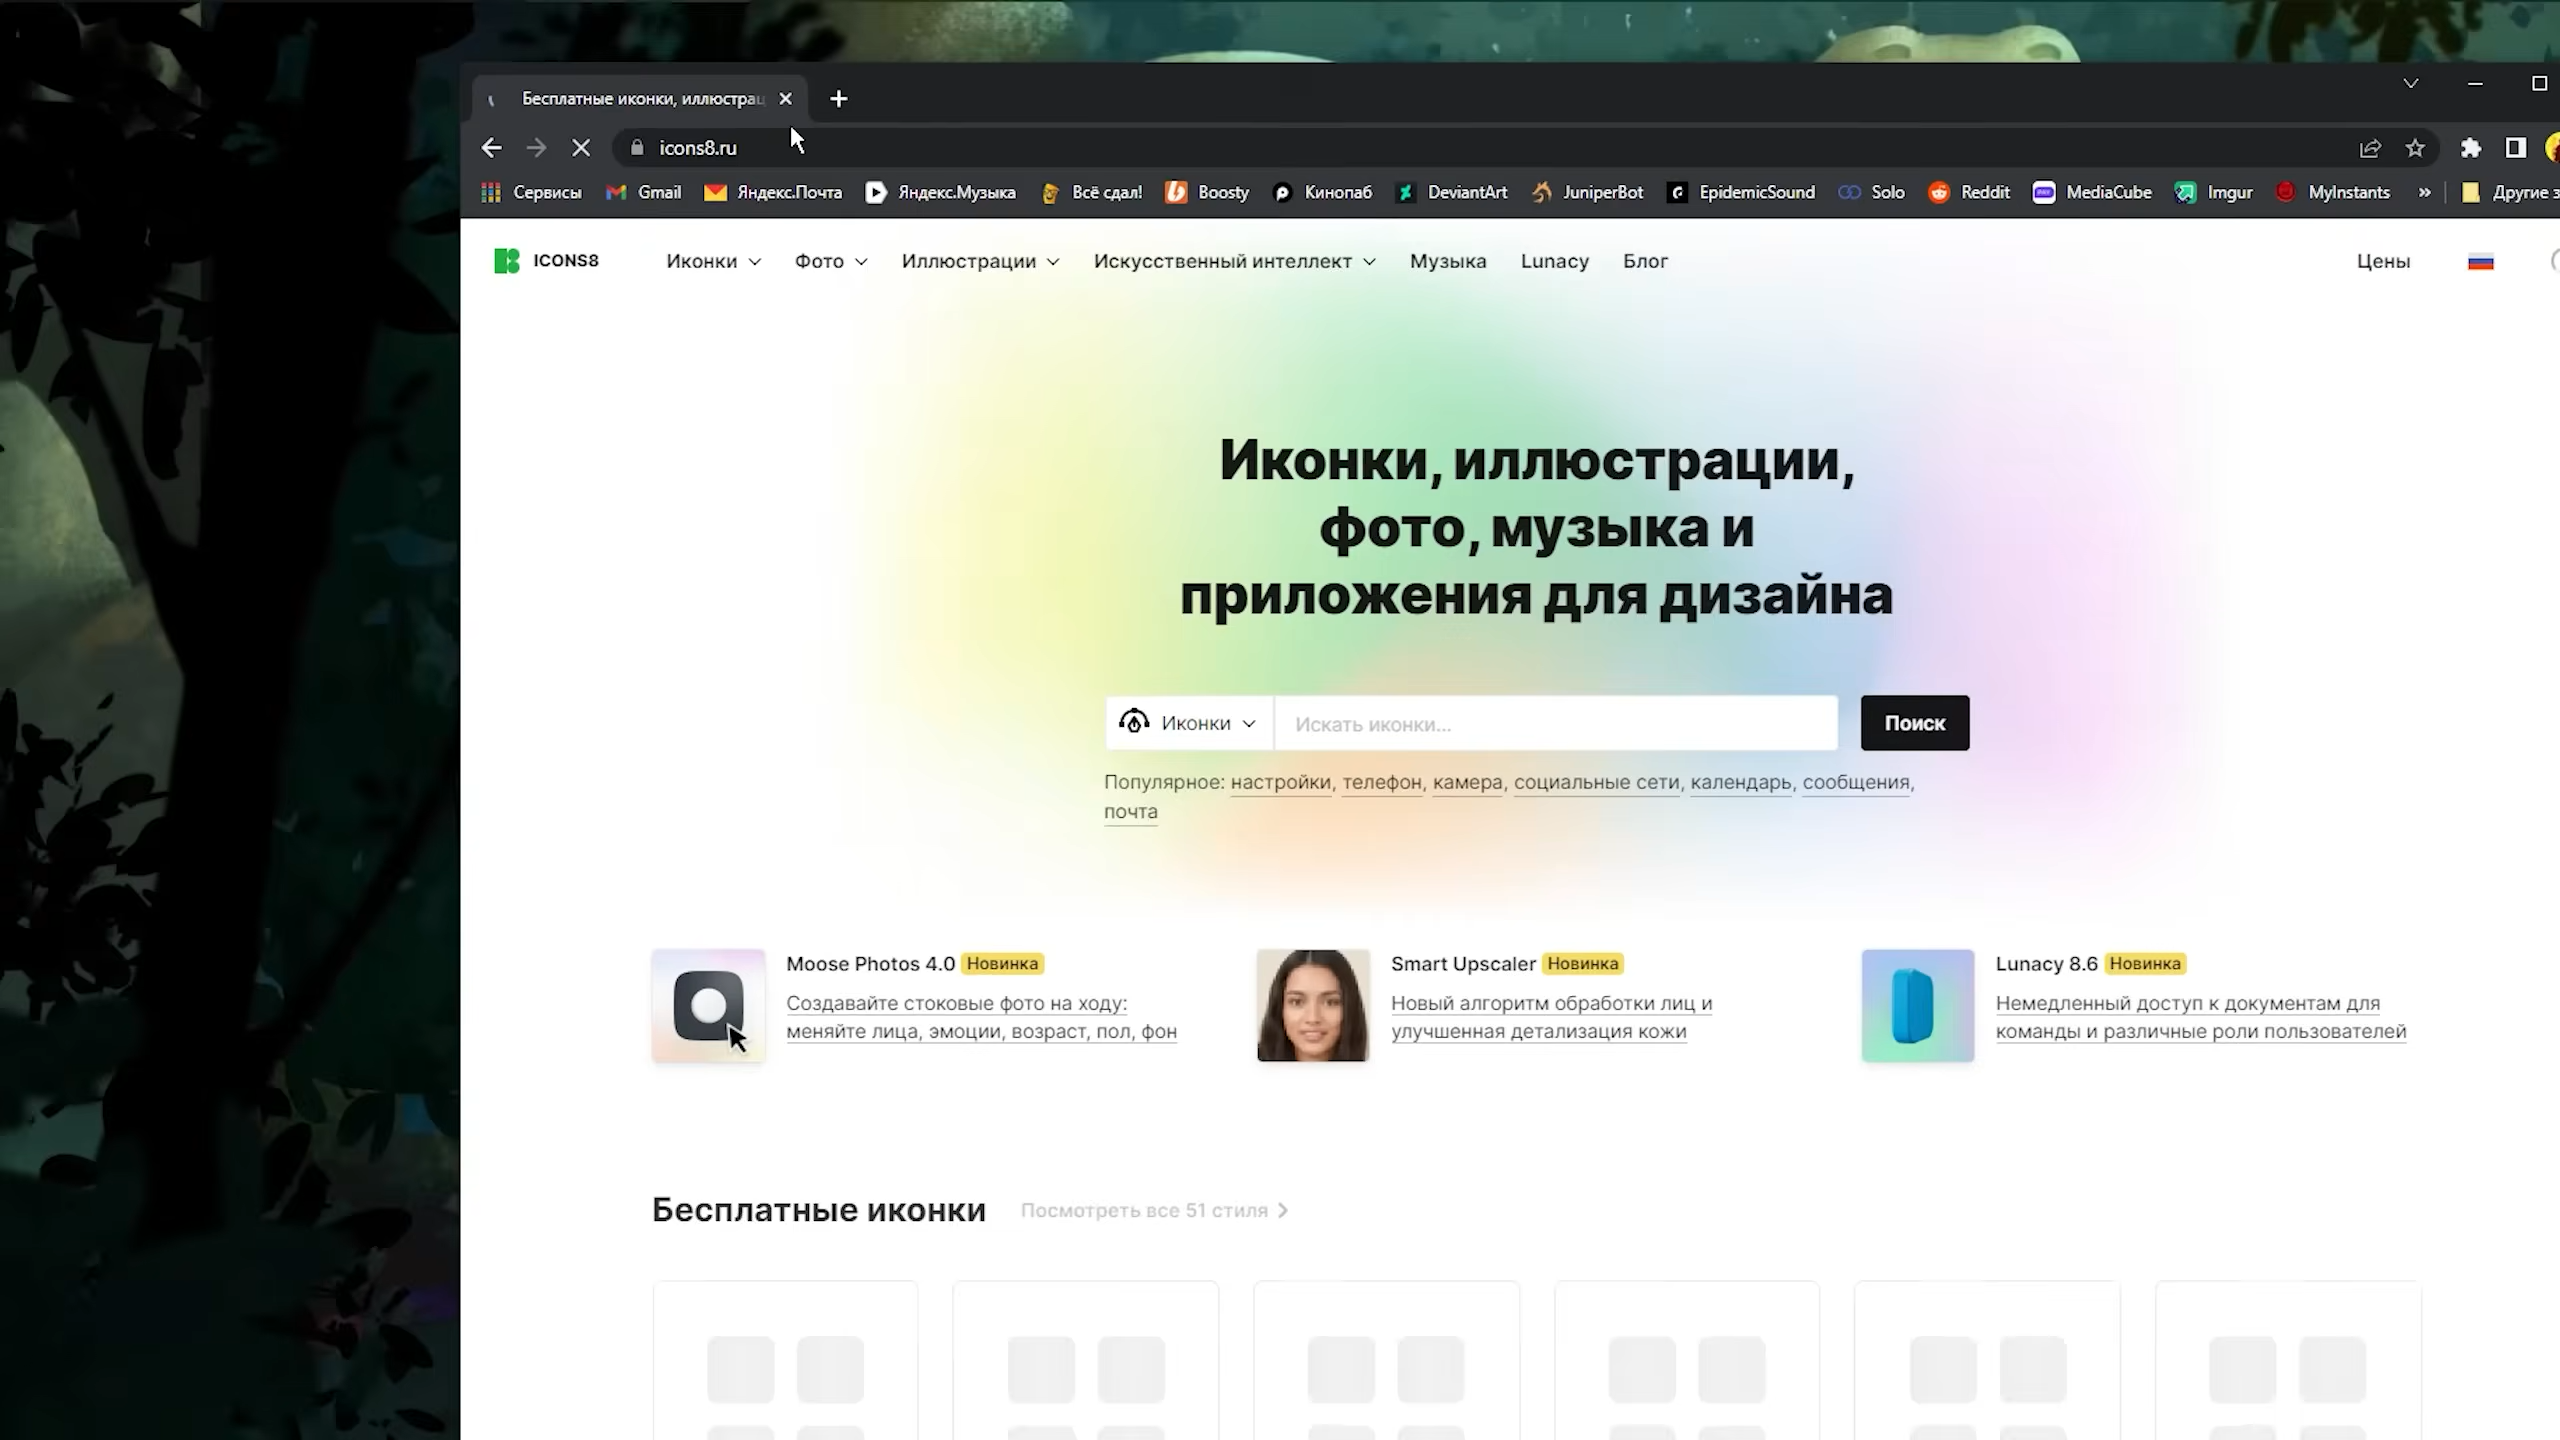 Бесплатные иконки, иллюстрац
icons8.ru
Сервисы Gmail Яндекс.Почта Яндекс.Музыка Всё сдал! Boosty Кинопаб DeviantArt JuniperBot EpidemicSound Solo Reddit MediaCube Imgur MyInstants » Другие з
ICONS8 Иконки Фото Иллюстрации Искусственный интеллект Музыка Lunacy Блог Цены
Иконки, иллюстрации,
фото, музыка и
приложения для дизайна
Иконки Искать иконки... Поиск
Популярное: настройки, телефон, камера, социальные сети, календарь, сообщения,
почта
Moose Photos 4.0 Новинка
Создавайте стоковые фото на ходу:
меняйте лица, эмоции, возраст, пол, фон
Smart Upscaler Новинка
Новый алгоритм обработки лиц и
улучшенная детализация кожи
Lunacy 8.6 Новинка
Немедленный доступ к документам для
команды и различные роли пользователей
Бесплатные иконки Посмотреть все 51 стиля